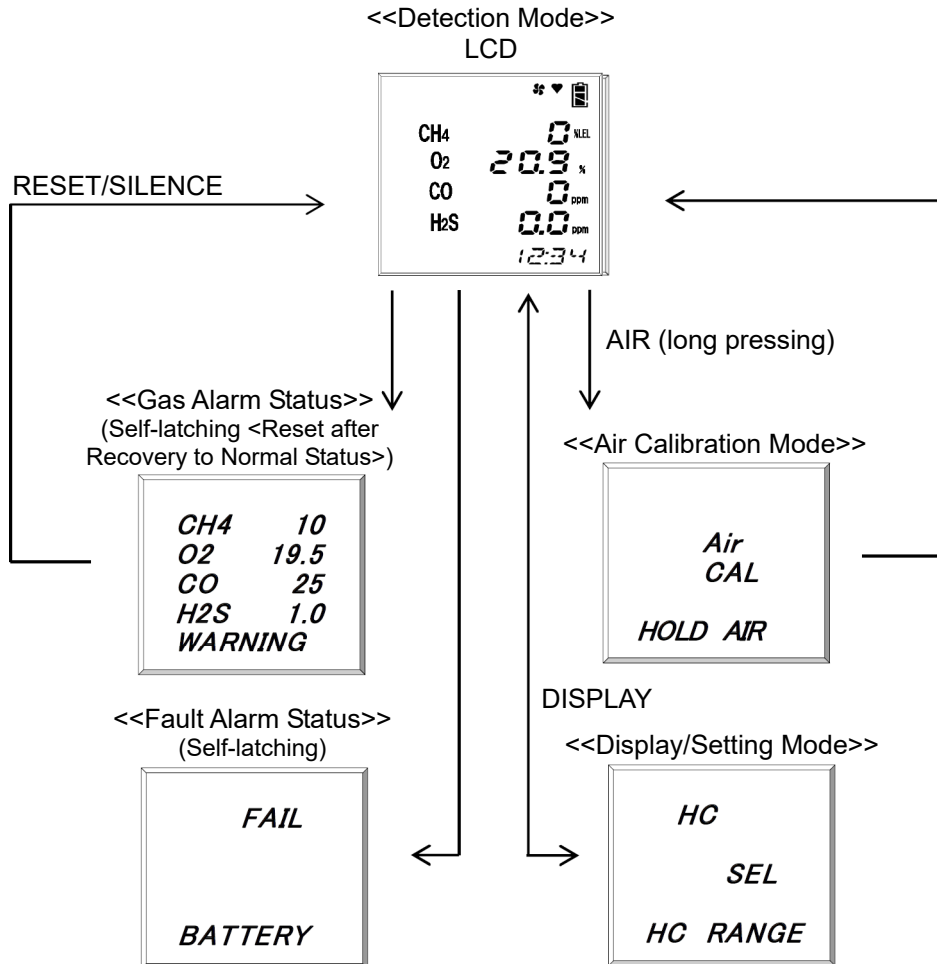 <<Detection Mode>>
LCD
CH4 0 %LEL
O2 20.9 %
CO 0 ppm
H2S 0.0 ppm
12:34
RESET/SILENCE
AIR (long pressing)
<<Gas Alarm Status>>
(Self-latching <Reset after
Recovery to Normal Status>)
CH4 10
O2 19.5
CO 25
H2S 1.0
WARNING
<<Air Calibration Mode>>
Air
CAL
HOLD AIR
DISPLAY
<<Fault Alarm Status>>
(Self-latching)
FAIL
BATTERY
<<Display/Setting Mode>>
HC
SEL
HC RANGE